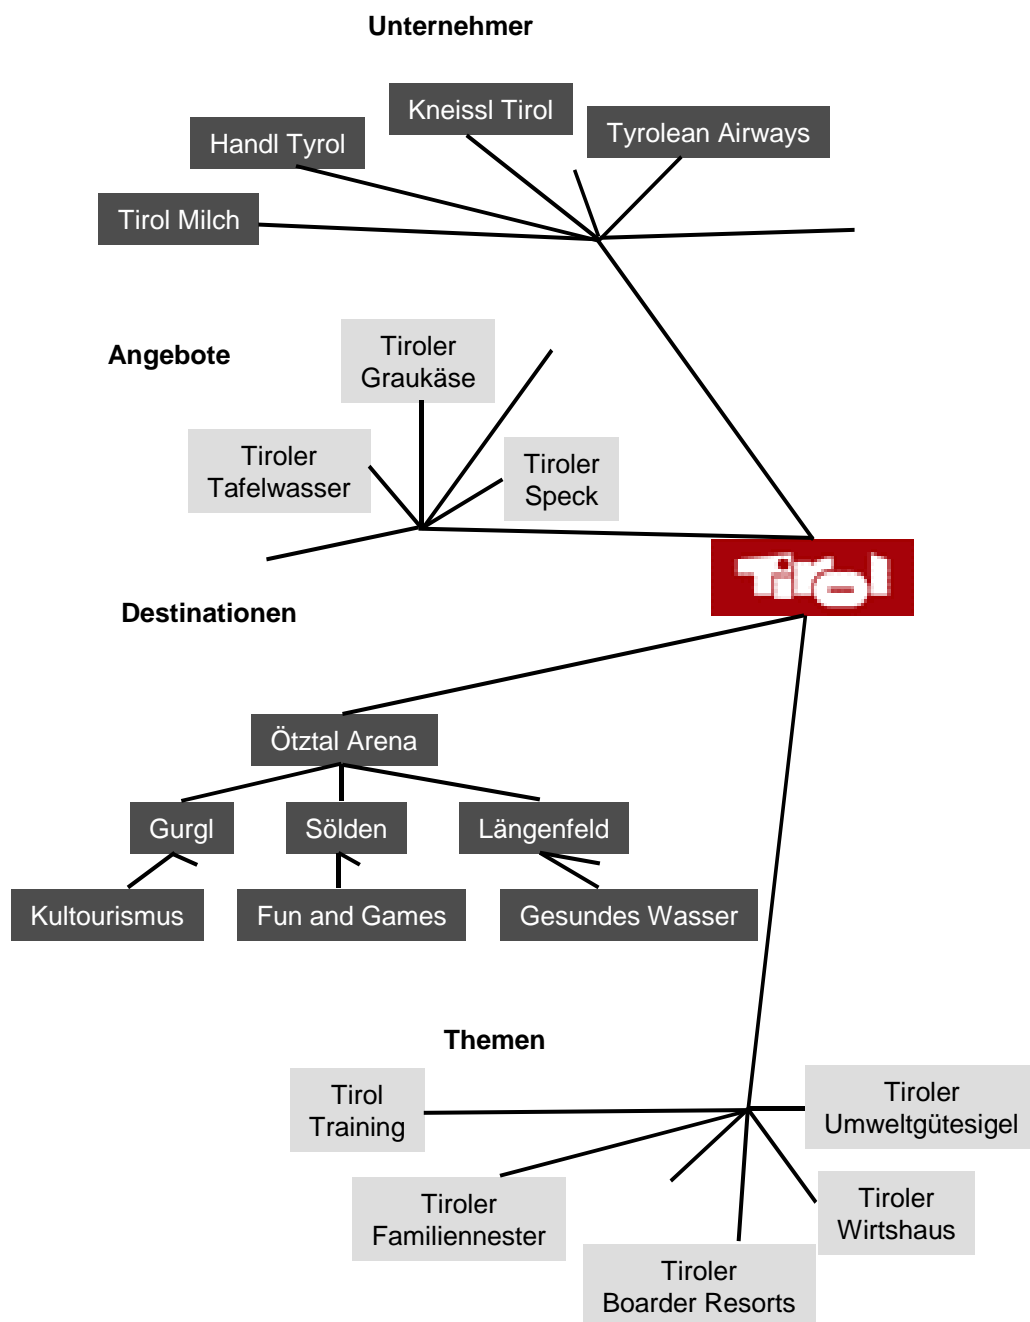 Unternehmer
Kneissl Tirol
Tyrolean Airways
Handl Tyrol
Tirol Milch
Angebote
Tiroler
Graukäse
Tiroler
Tafelwasser
Tiroler
Speck
Tirol
Destinationen
Ötztal Arena
Gurgl
Sölden
Längenfeld
Kultourismus
Fun and Games
Gesundes Wasser
Themen
Tirol
Training
Tiroler
Umweltgütesigel
Tiroler
Familiennester
Tiroler
Wirtshaus
Tiroler
Boarder Resorts